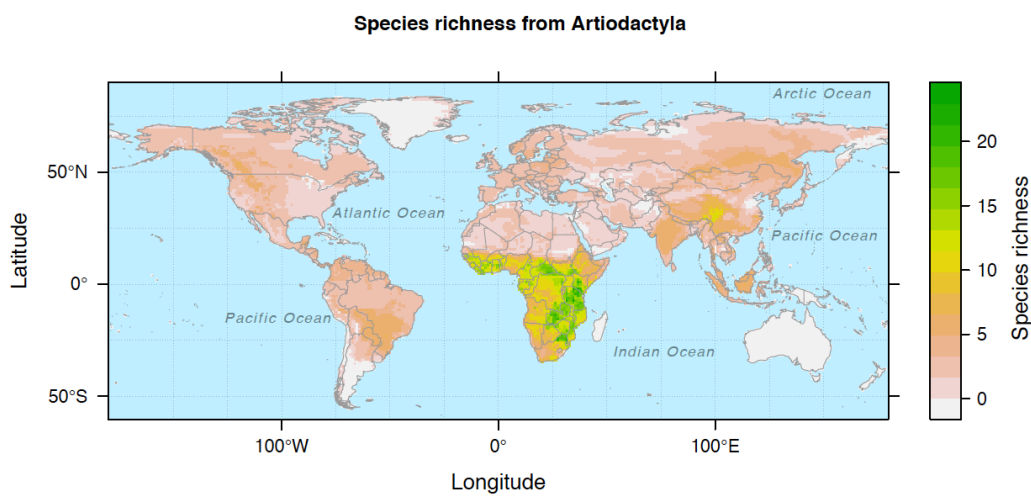 Species richness from Artiodactyla
Arctic Ocean
Atlantic Ocean
Pacific Ocean
Pacific Ocean
Indian Ocean
50°N
0°
50°S
Latitude
100°W
0°
100°E
Longitude
20
15
10
5
0
Species richness